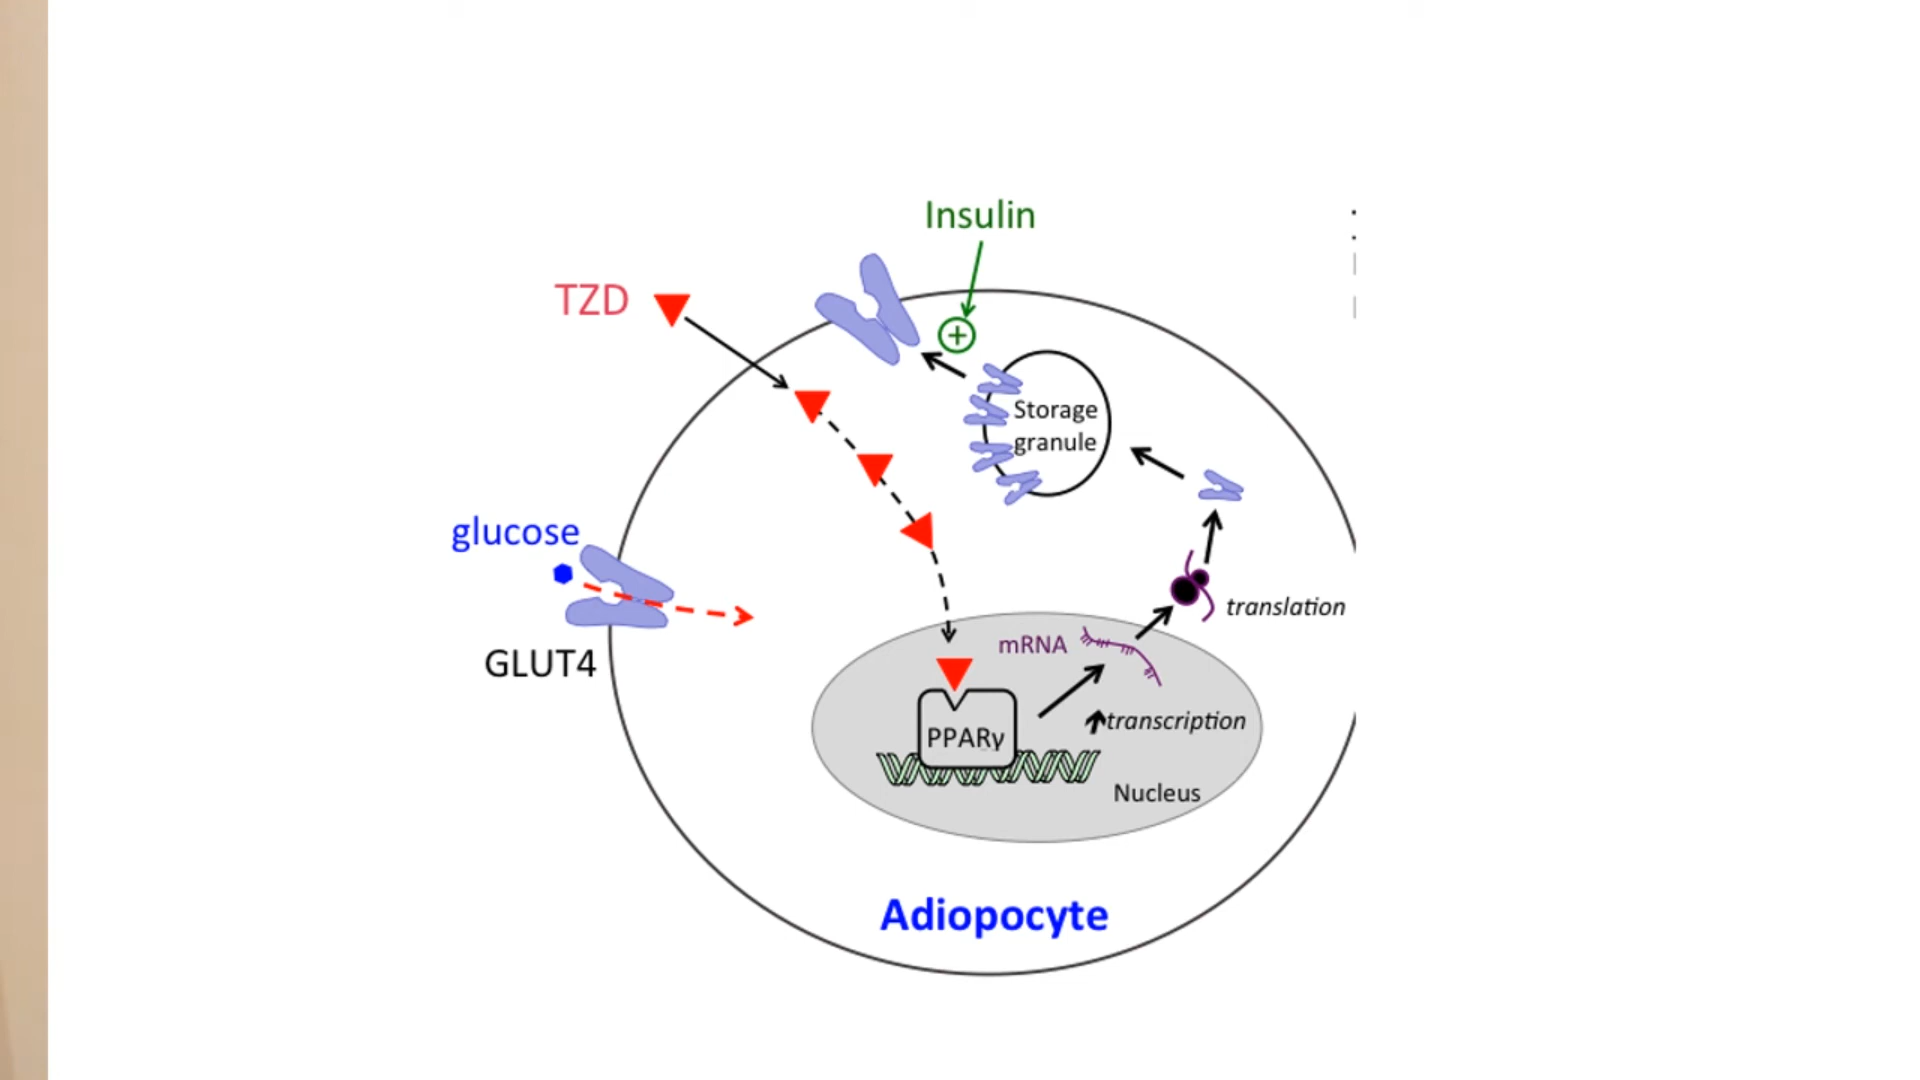 Insulin
TZD
+
Storage
granule
glucose
translation
mRNA
GLUT4
transcription
PPARγ
Nucleus
Adiopocyte